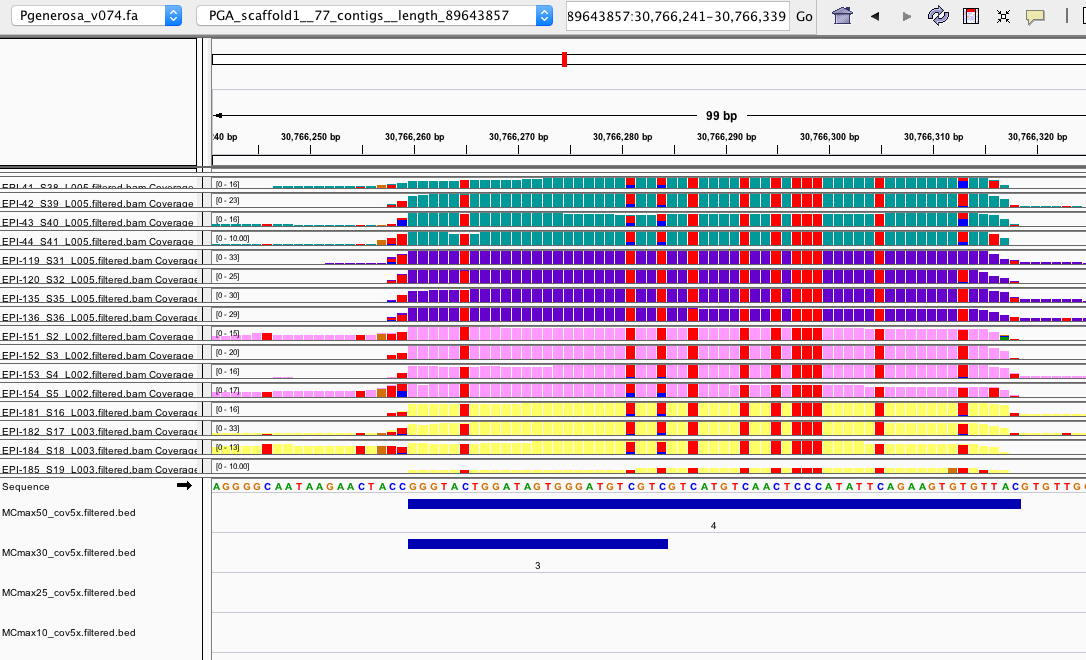 Pgenerosa_v074.fa
PGA_scaffold1__77_contigs__length_89643857
89643857:30,766,241-30,766,339
Go
99 bp
40 bp 30,766,250 bp 30,766,260 bp 30,766,270 bp 30,766,280 bp 30,766,290 bp 30,766,300 bp 30,766,310 bp 30,766,320 bp
EPI-41_S38_L005.filtered.bam Coverage [0 - 16]
EPI-42_S39_L005.filtered.bam Coverage [0 - 23]
EPI-43_S40_L005.filtered.bam Coverage [0 - 16]
EPI-44_S41_L005.filtered.bam Coverage [0 - 10.00]
EPI-119_S31_L005.filtered.bam Coverage [0 - 33]
EPI-120_S32_L005.filtered.bam Coverage [0 - 25]
EPI-135_S35_L005.filtered.bam Coverage [0 - 30]
EPI-136_S36_L005.filtered.bam Coverage [0 - 29]
EPI-151_S2_L002.filtered.bam Coverage [0 - 15]
EPI-152_S3_L002.filtered.bam Coverage [0 - 20]
EPI-153_S4_L002.filtered.bam Coverage [0 - 16]
EPI-154_S5_L002.filtered.bam Coverage [0 - 17]
EPI-181_S16_L003.filtered.bam Coverage [0 - 16]
EPI-182_S17_L003.filtered.bam Coverage [0 - 33]
EPI-184_S18_L003.filtered.bam Coverage [0 - 13]
EPI-185_S19_L003.filtered.bam Coverage [0 - 10.00]
Sequence A G G G G C A A T A A G A A C T A C C G G G T A C T G G A T A G T G G G A T G T C G T C G T C A T G T C A A C T C C C A T A T T C A G A A G T G T G T T A C G T G T T G
MCmax50_cov5x.filtered.bed
4
MCmax30_cov5x.filtered.bed
3
MCmax25_cov5x.filtered.bed
MCmax10_cov5x.filtered.bed